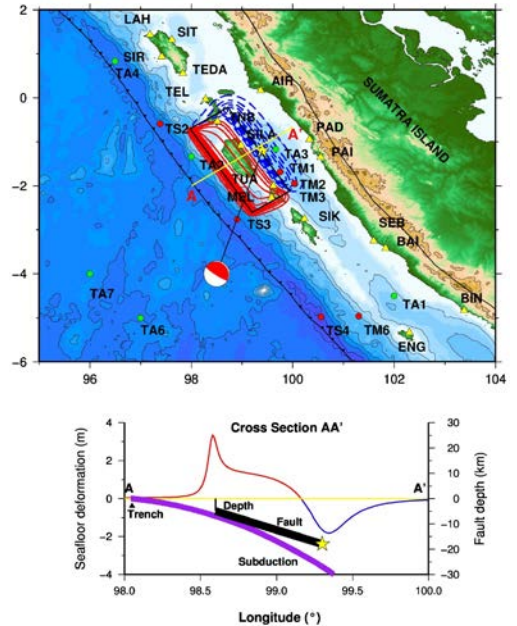 2
0
-2
-4
-6
96
98
100
102
104
LAH
SIT
SIR
TEDA
TA4
TEL
AIR
TS2
SUMATRA ISLAND
A'
PAD
TA3
PAI
TM1
TUA
TM2
A
MEL
TM3
TS3
SIK
SEB
BAI
TA7
TA1
BIN
TA6
TS4
TM6
ENG
Cross Section AA'
Seafloor deformation (m)
Fault depth (km)
4
2
0
-2
-4
30
20
10
0
-10
-20
-30
A
A'
Trench
Depth
Fault
Subduction
98.0
98.5
99.0
99.5
100.0
Longitude (°)